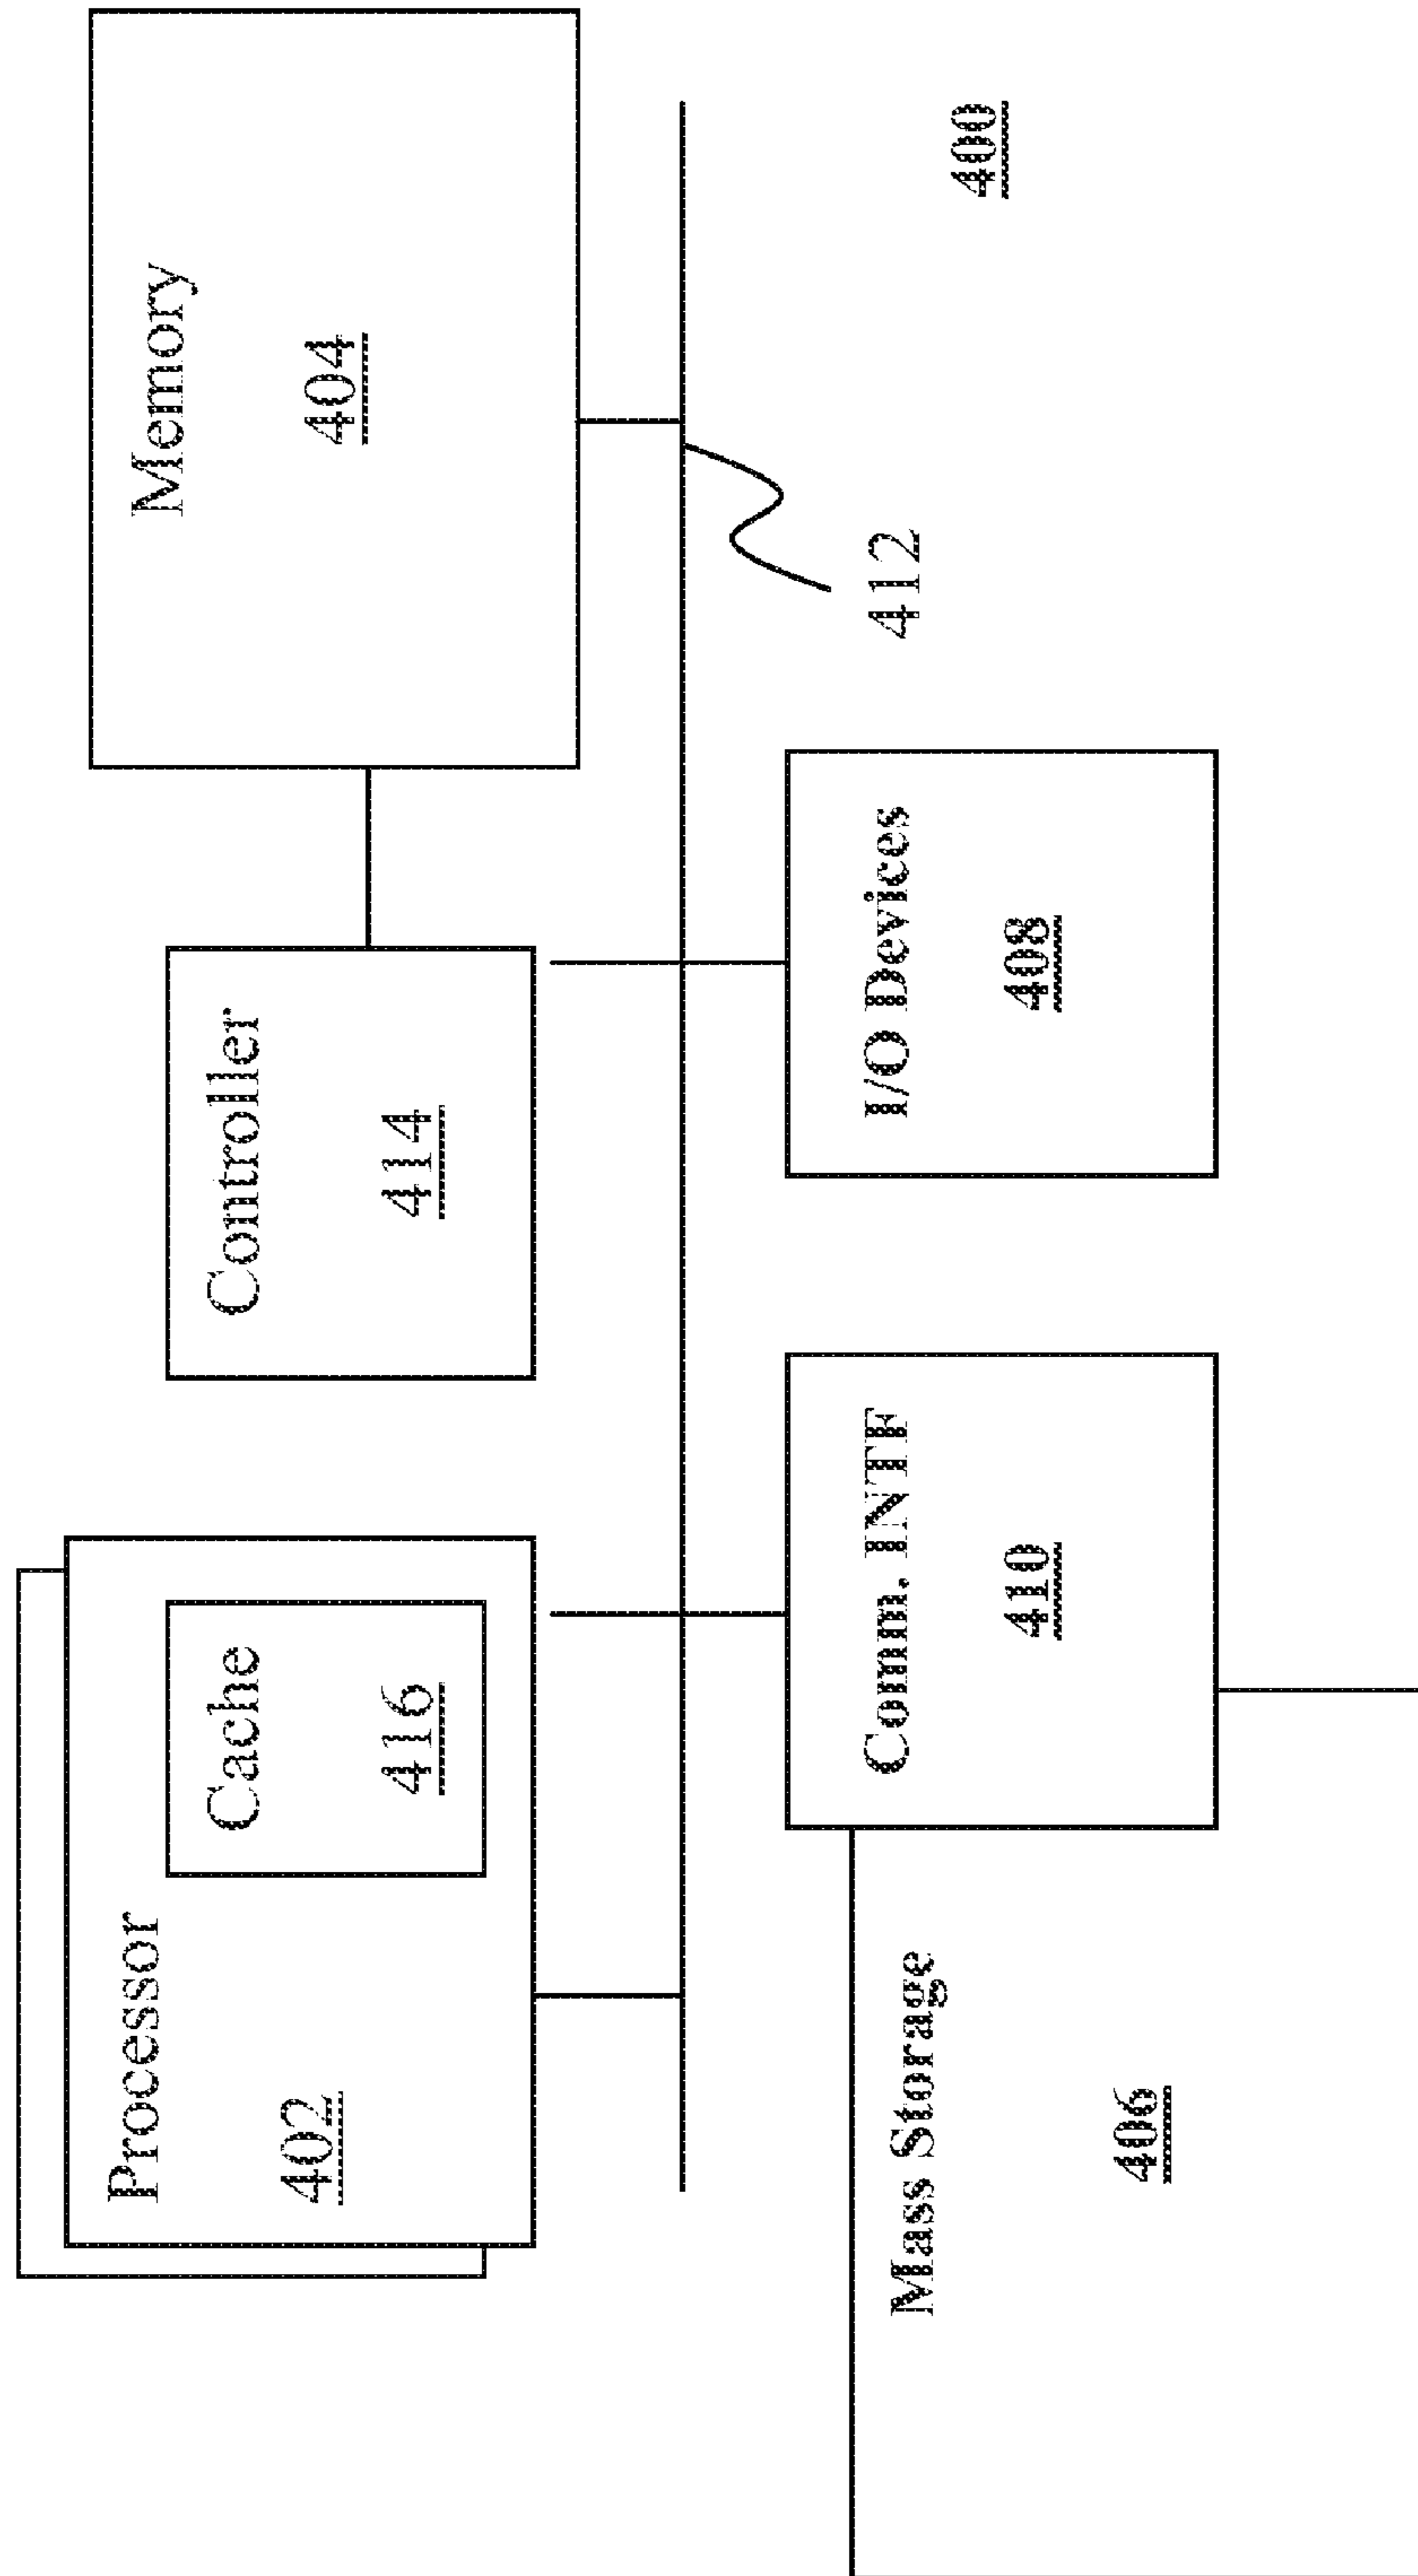 Processor
402
Cache
416
Controller
414
Memory
404
412
Mass Storage
406
Comm. INTF
410
I/O Devices
408
400